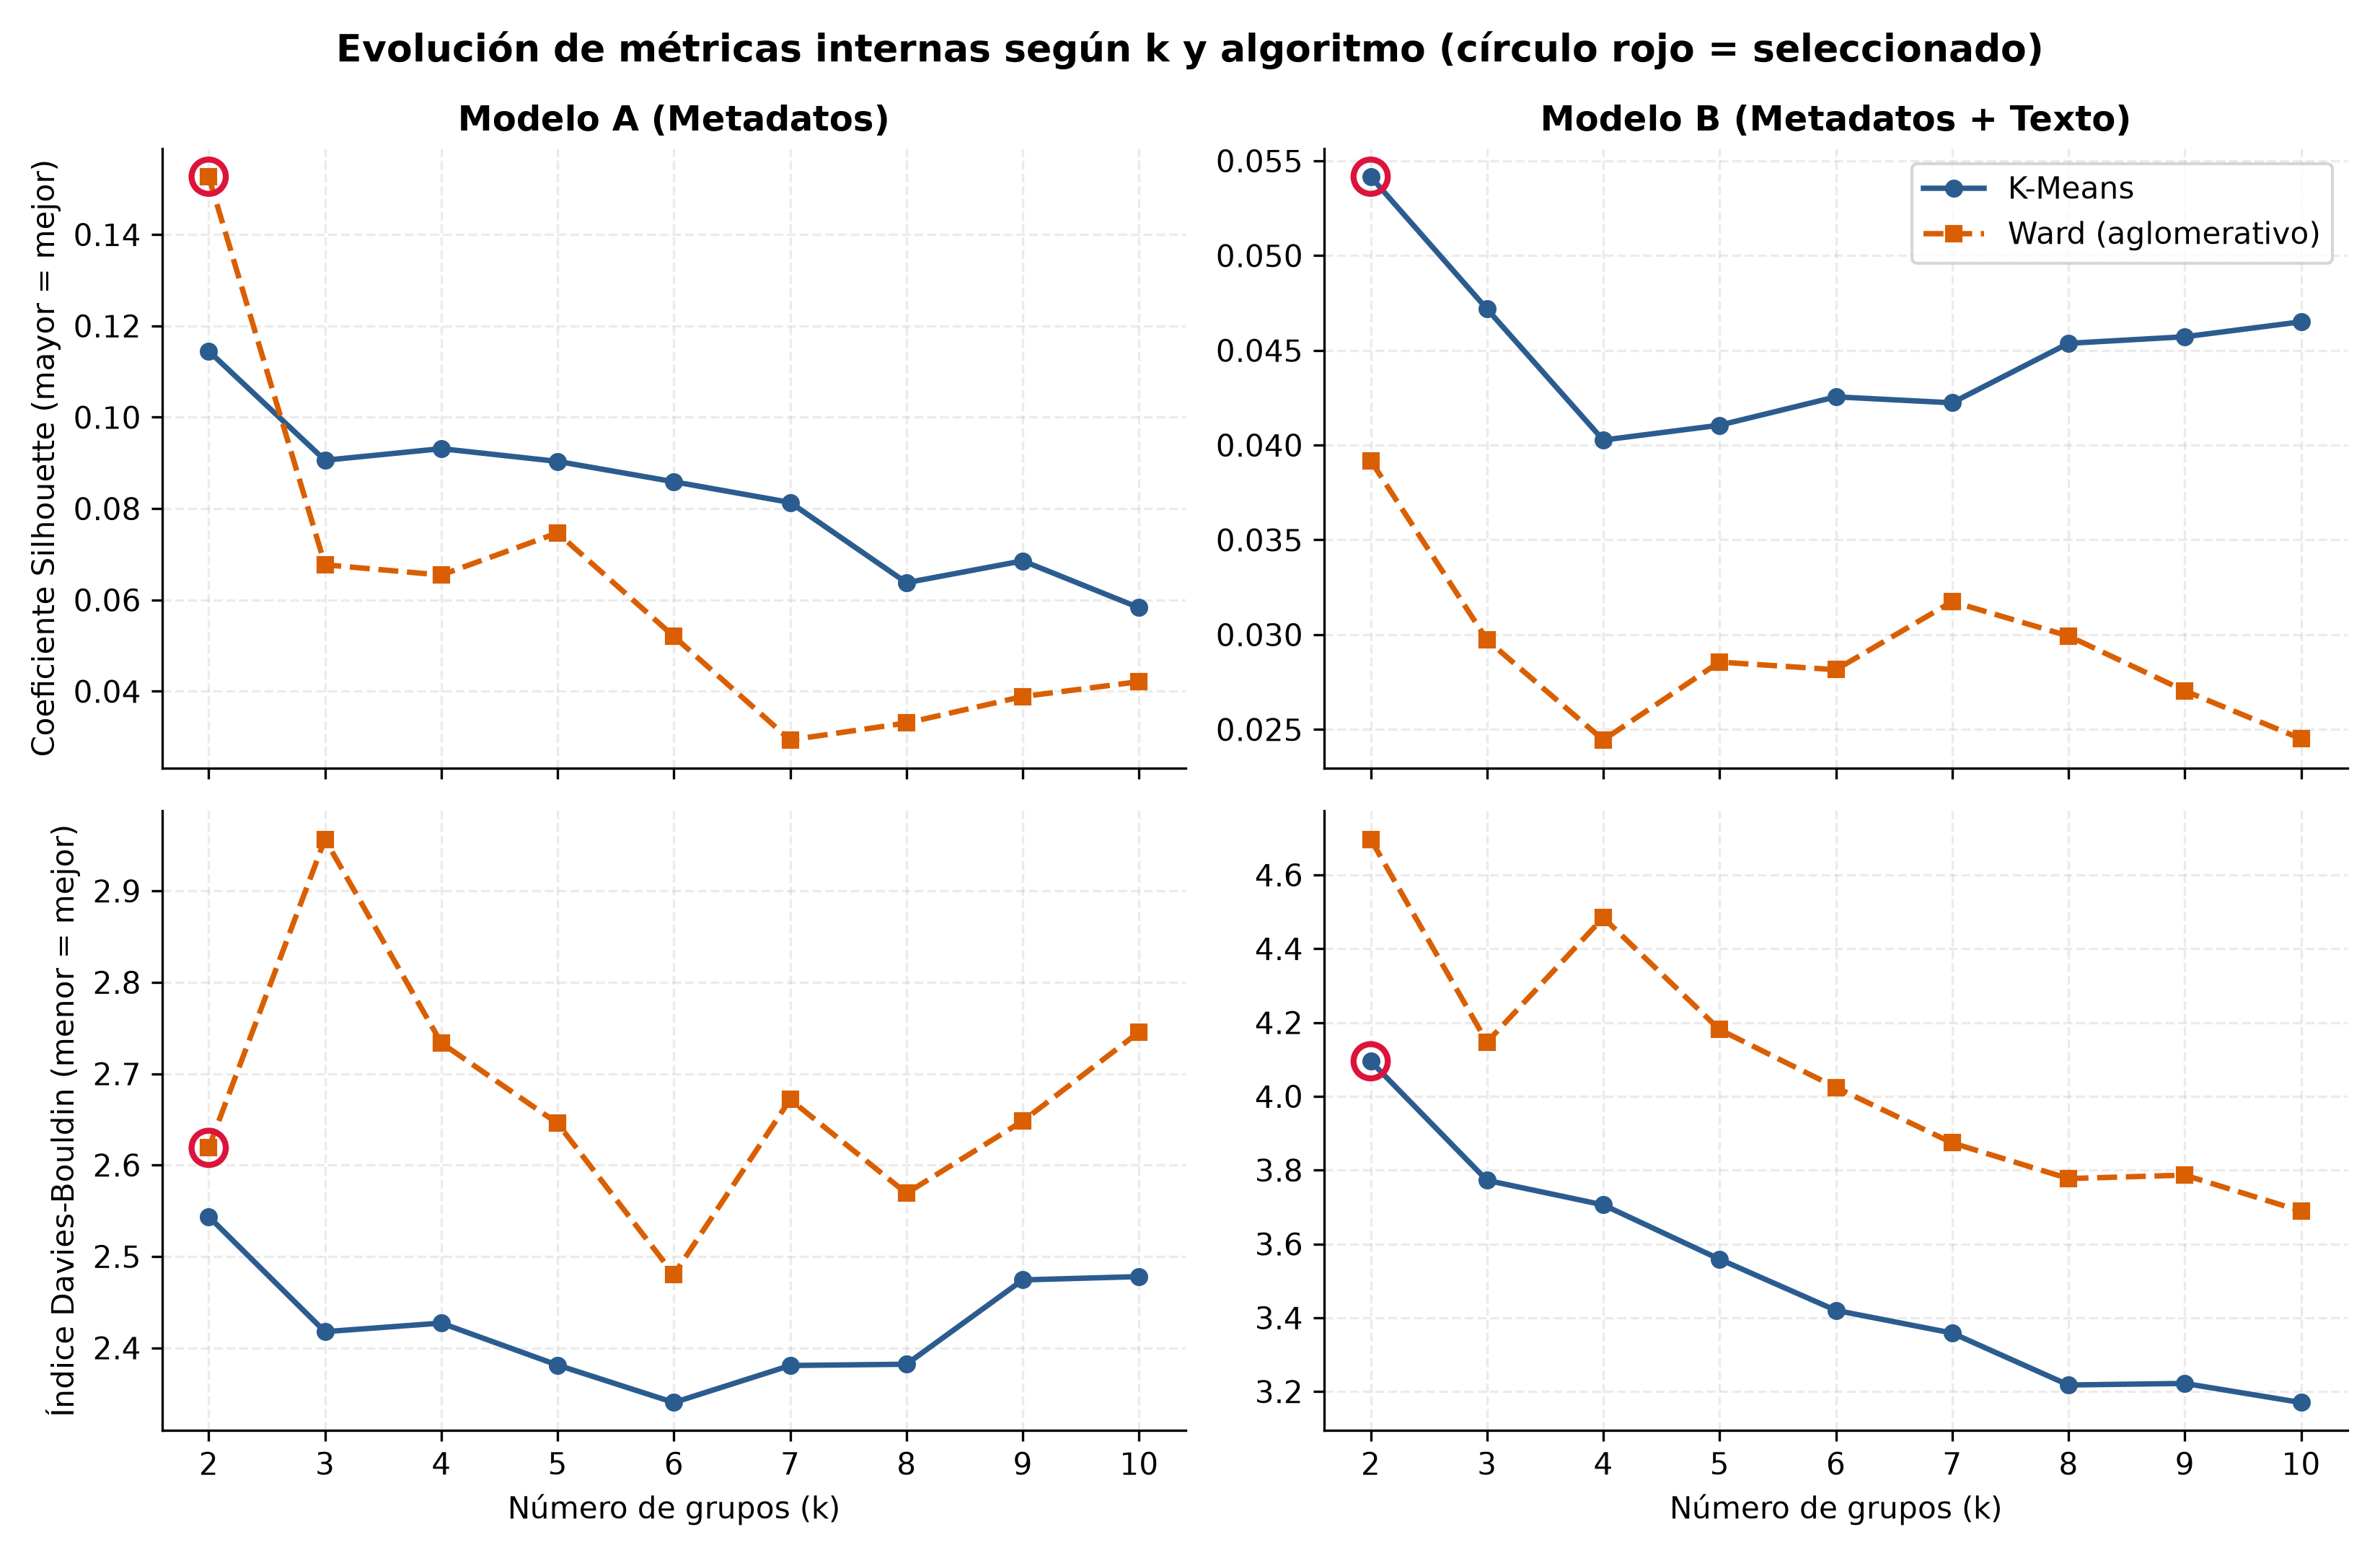 Evolución de métricas internas según k y algoritmo (círculo rojo = seleccionado)
Modelo A (Metadatos)
Coeficiente Silhouette (mayor = mejor)
0.14
0.12
0.10
0.08
0.06
0.04
Modelo B (Metadatos + Texto)
0.055
0.050
0.045
0.040
0.035
0.030
0.025
K-Means
Ward (aglomerativo)
Índice Davies-Bouldin (menor = mejor)
2.9
2.8
2.7
2.6
2.5
2.4
2 3 4 5 6 7 8 9 10
Número de grupos (k)
4.6
4.4
4.2
4.0
3.8
3.6
3.4
3.2
2 3 4 5 6 7 8 9 10
Número de grupos (k)